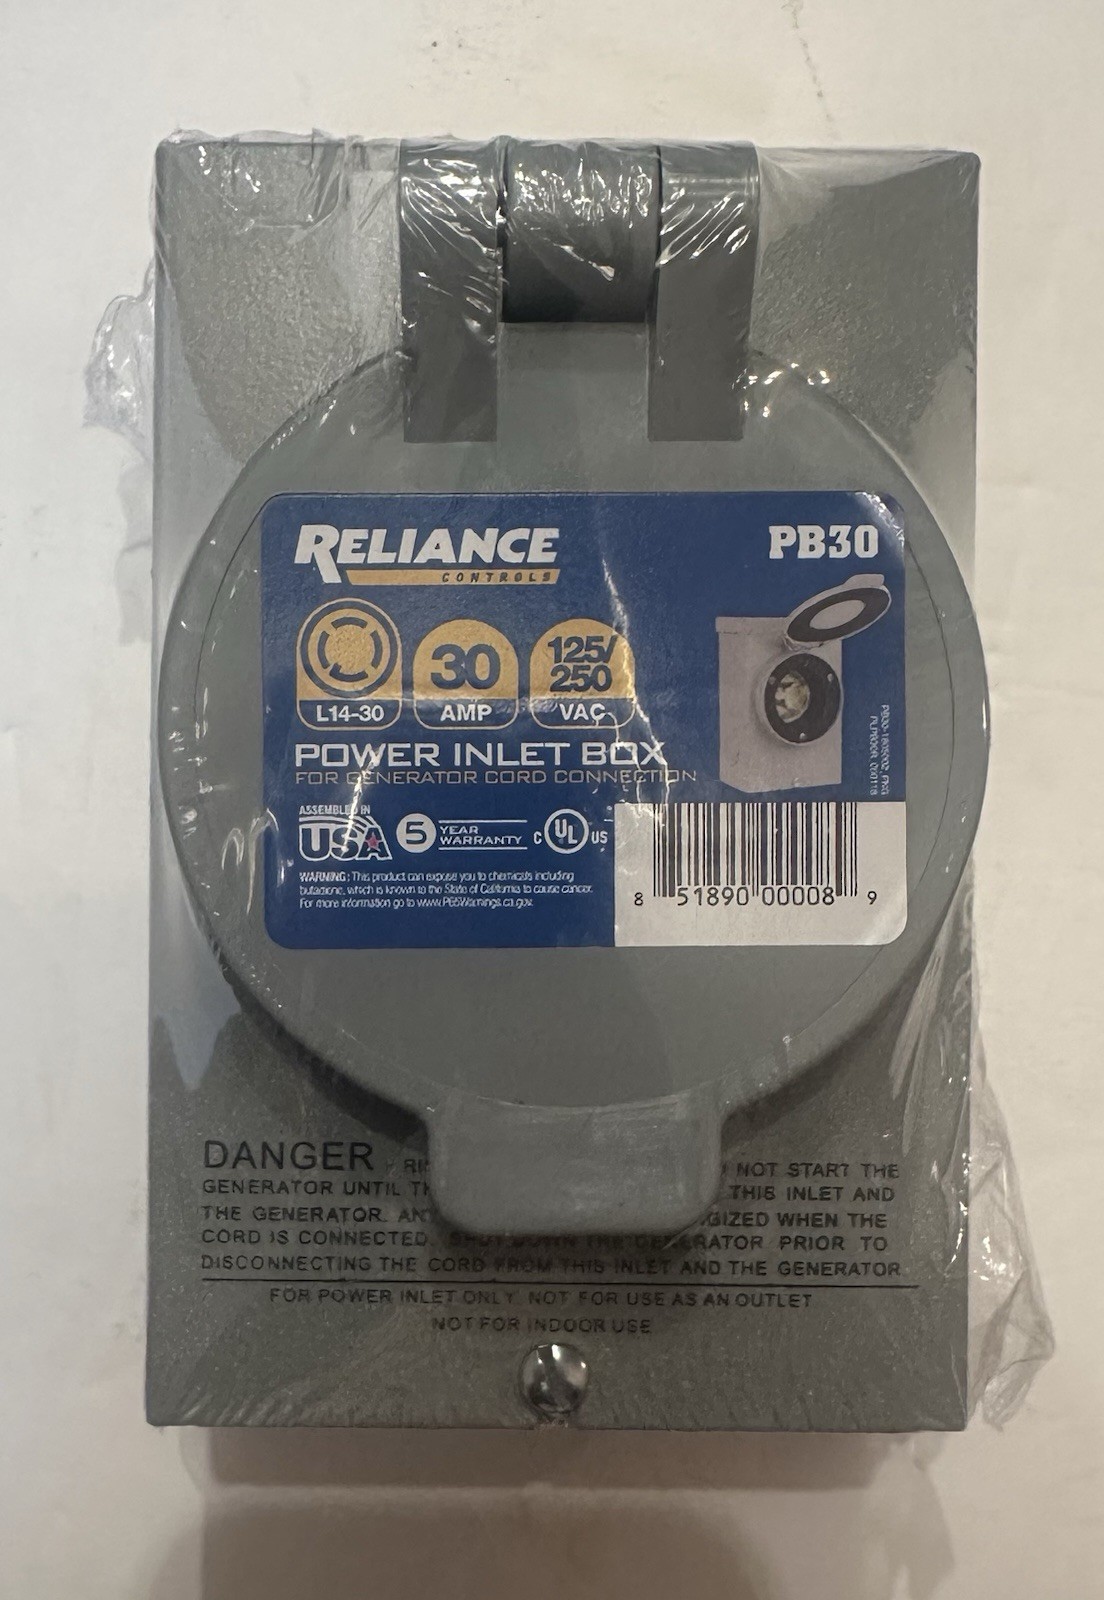 RELIANCE
CONTROLS
PB30
L14-30
30
AMP
125/
250
VAC
POWER INLET BOX
FOR GENERATOR CORD CONNECTION
ASSEMBLED IN
USA
5 YEAR
WARRANTY
C UL US
WARNING: This product can expose you to chemicals including
butadiene, which is known to the State of California to cause cancer.
For more information go to www.P65Warnings.ca.gov.
8 51890 00008 9
DANGER - NOT START THE
GENERATOR UNTIL THIS INLET AND
THE GENERATOR. WHEN THE
CORD IS CONNECTED. SHUT DOWN THE GENERATOR PRIOR TO
DISCONNECTING THE CORD FROM THIS INLET AND THE GENERATOR
FOR POWER INLET ONLY. NOT FOR USE AS AN OUTLET
NOT FOR INDOOR USE